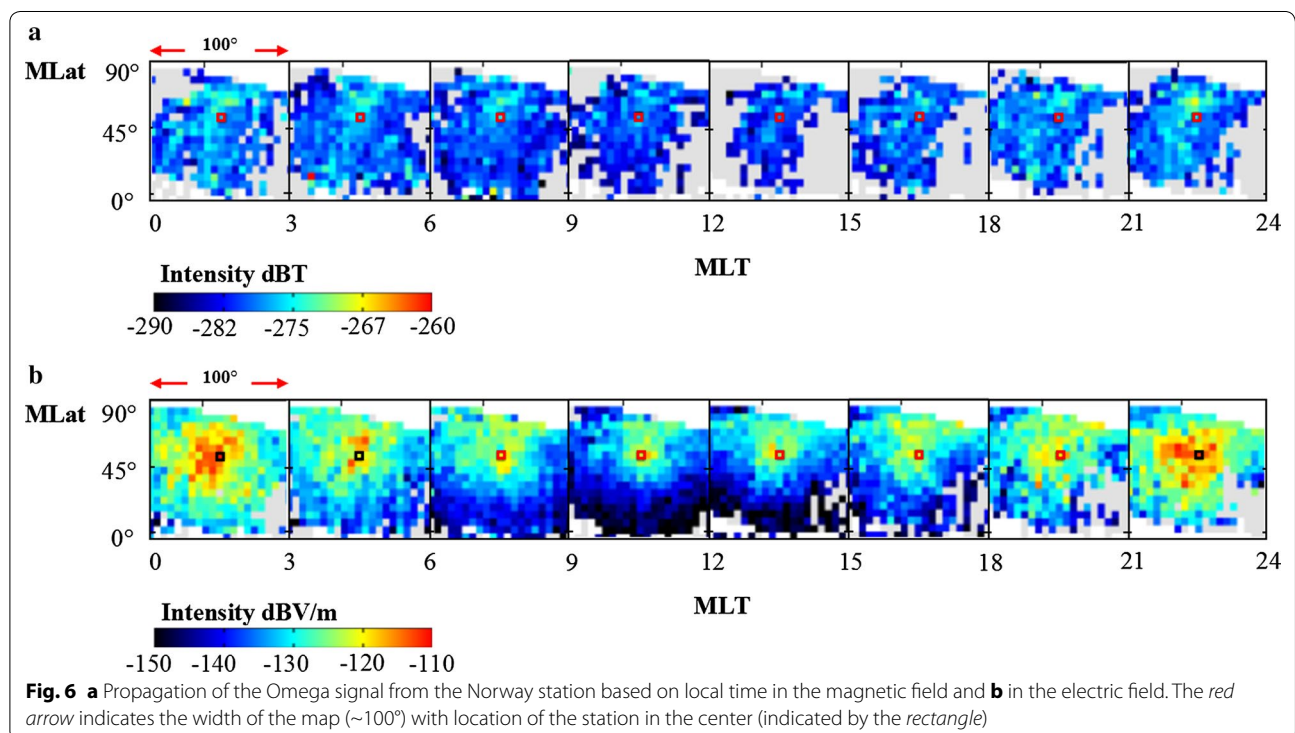 a
100°
MLat 90°
45°
0°
0 3 6 9 12 15 18 21 24
MLT
Intensity dBT
-290 -282 -275 -267 -260
b
100°
MLat 90°
45°
0°
0 3 6 9 12 15 18 21 24
MLT
Intensity dBV/m
-150 -140 -130 -120 -110
Fig. 6 a Propagation of the Omega signal from the Norway station based on local time in the magnetic field and b in the electric field. The red
arrow indicates the width of the map (~100°) with location of the station in the center (indicated by the rectangle)